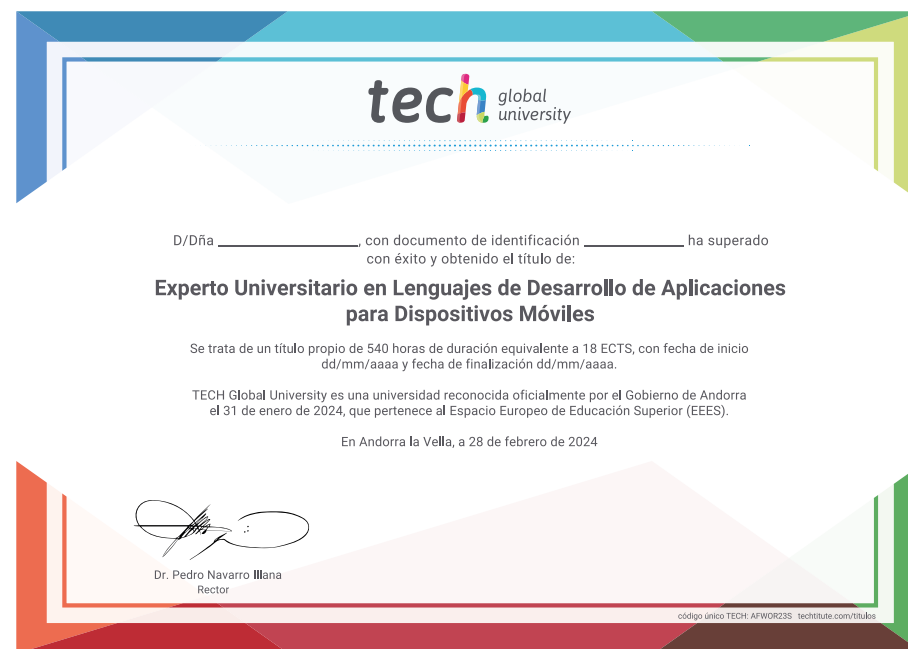 tech global university
D/Dña ____________________, con documento de identificación ______________ ha superado
con éxito y obtenido el título de:
Experto Universitario en Lenguajes de Desarrollo de Aplicaciones
para Dispositivos Móviles
Se trata de un título propio de 540 horas de duración equivalente a 18 ECTS, con fecha de inicio
dd/mm/aaaa y fecha de finalización dd/mm/aaaa.
TECH Global University es una universidad reconocida oficialmente por el Gobierno de Andorra
el 31 de enero de 2024, que pertenece al Espacio Europeo de Educación Superior (EEES).
En Andorra la Vella, a 28 de febrero de 2024
Dr. Pedro Navarro Illana
Rector
código único TECH: AFWOR23S techtitute.com/titulos